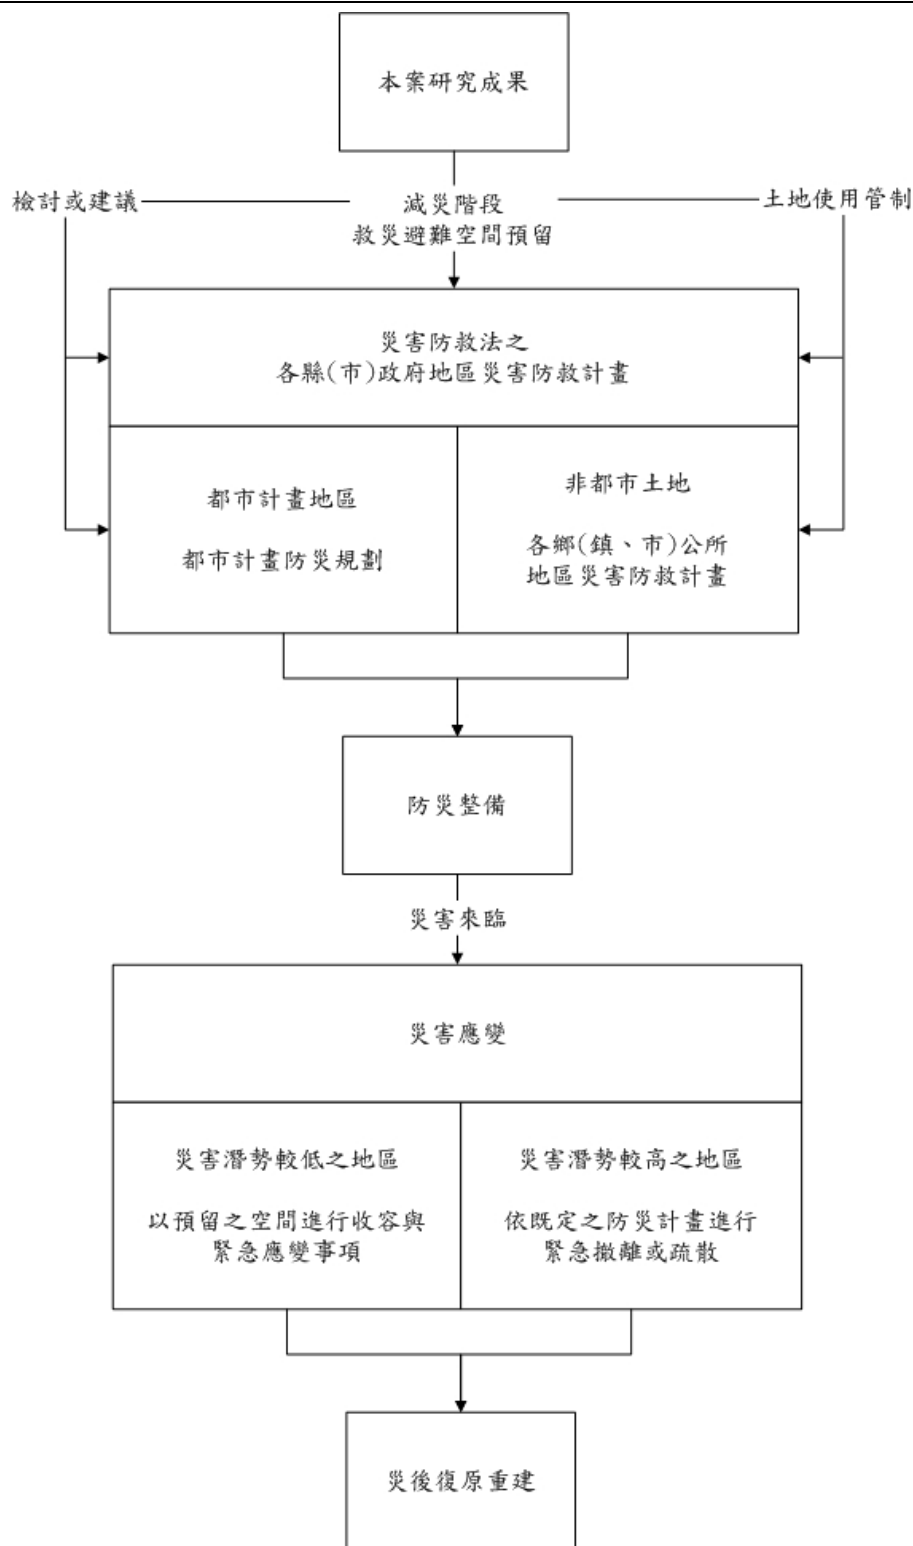 本案研究成果
檢討或建議
減災階段
土地使用管制
救災避難空間預留
災害防救法之
各縣(市)政府地區災害防救計畫
都市計畫地區
都市計畫防災規劃
非都市土地
各鄉(鎮、市)公所
地區災害防救計畫
防災整備
災害來臨
災害應變
災害潛勢較低之地區
以預留之空間進行收容與
緊急應變事項
災害潛勢較高之地區
依既定之防災計畫進行
緊急撤離或疏散
災後復原重建